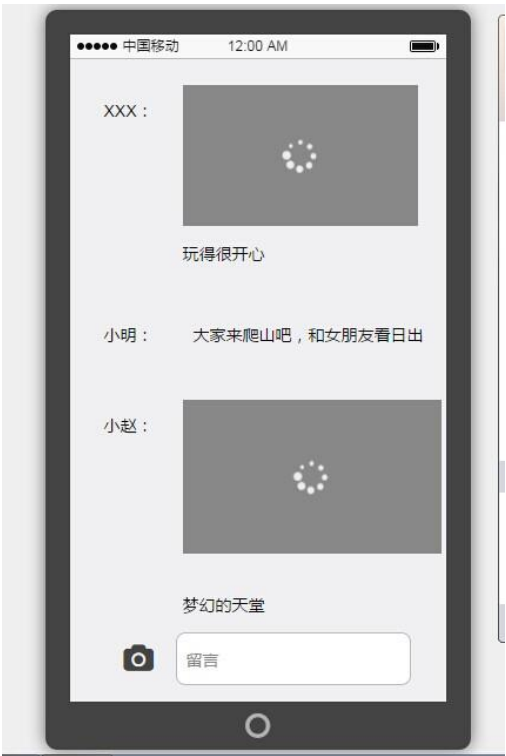 中国移动 12:00 AM
XXX：
玩得很开心
小明： 大家来爬山吧，和女朋友看日出
小赵：
梦幻的天堂
留言